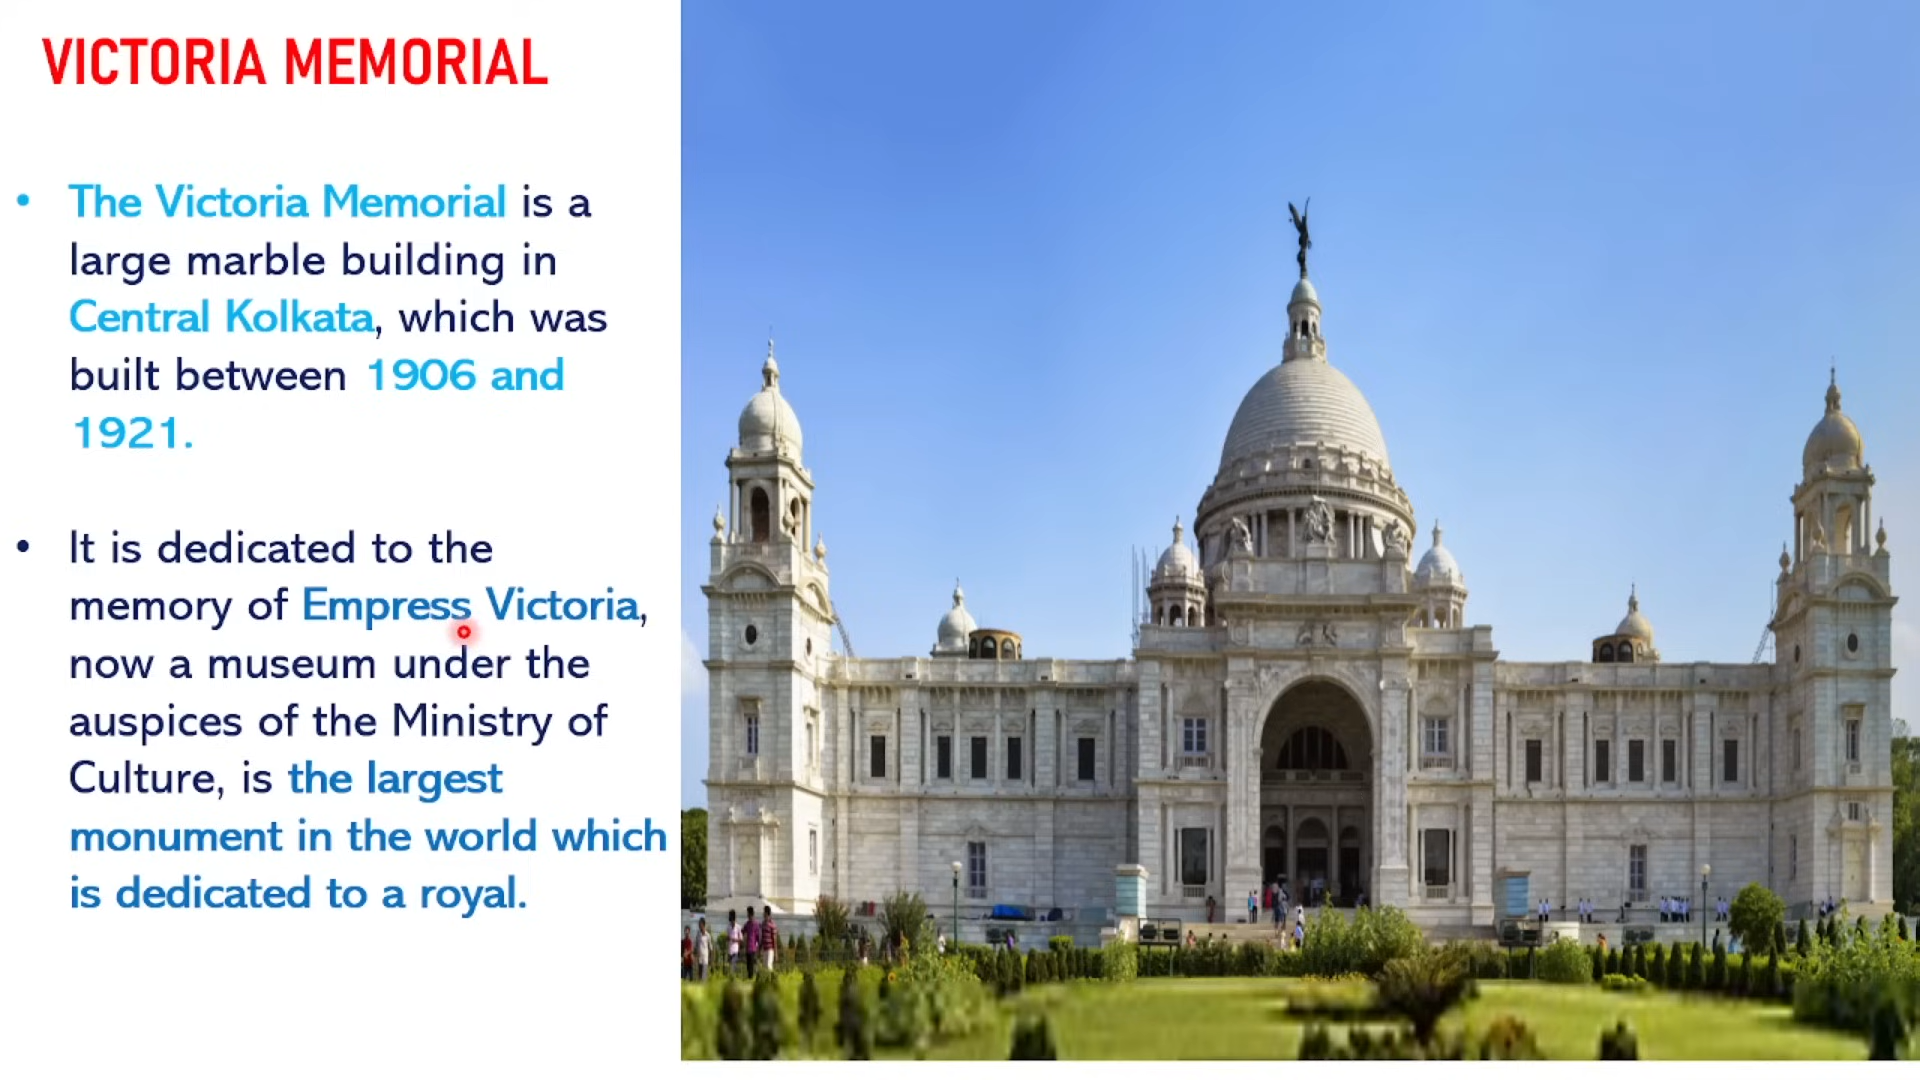 VICTORIA MEMORIAL
• The Victoria Memorial is a
large marble building in
Central Kolkata, which was
built between 1906 and
1921.
• It is dedicated to the
memory of Empress Victoria,
now a museum under the
auspices of the Ministry of
Culture, is the largest
monument in the world which
is dedicated to a royal.